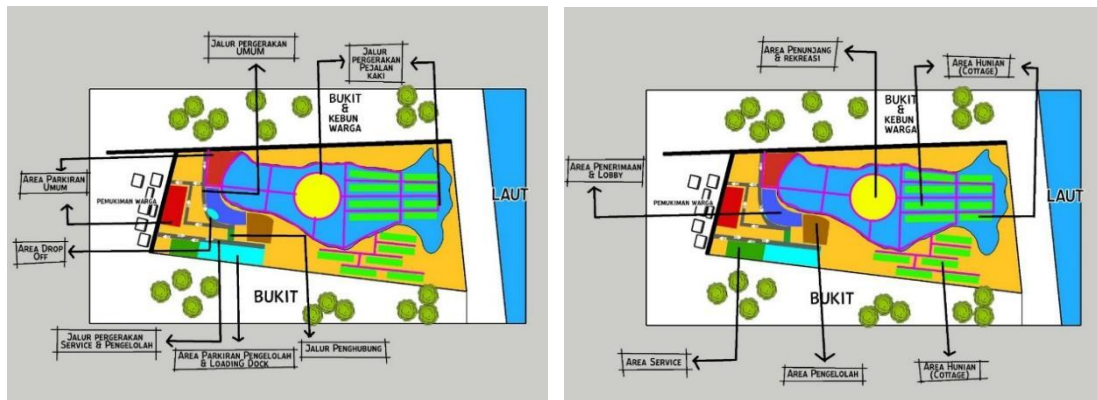 Jalur pergerakan
UMUM
Jalur
pergerakan
Pejalan
kaki
BUKIT
&
KEBUN
WARGA
Area Parkiran
Umum
PEMUKIMAN WARGA
LAUT
Area Drop
Off
BUKIT
Jalur pergerakan
Service & Pengelolah
Area Parkiran Pengelolah
& Loading Dock
Jalur Penghubung
Area Penunjang
& rekreasi
Area Hunian
(Cottage)
BUKIT
&
KEBUN
WARGA
Area Penerimaan
& Lobby
PEMUKIMAN WARGA
LAUT
BUKIT
Area Service
Area Pengelolah
Area Hunian
(Cottage)